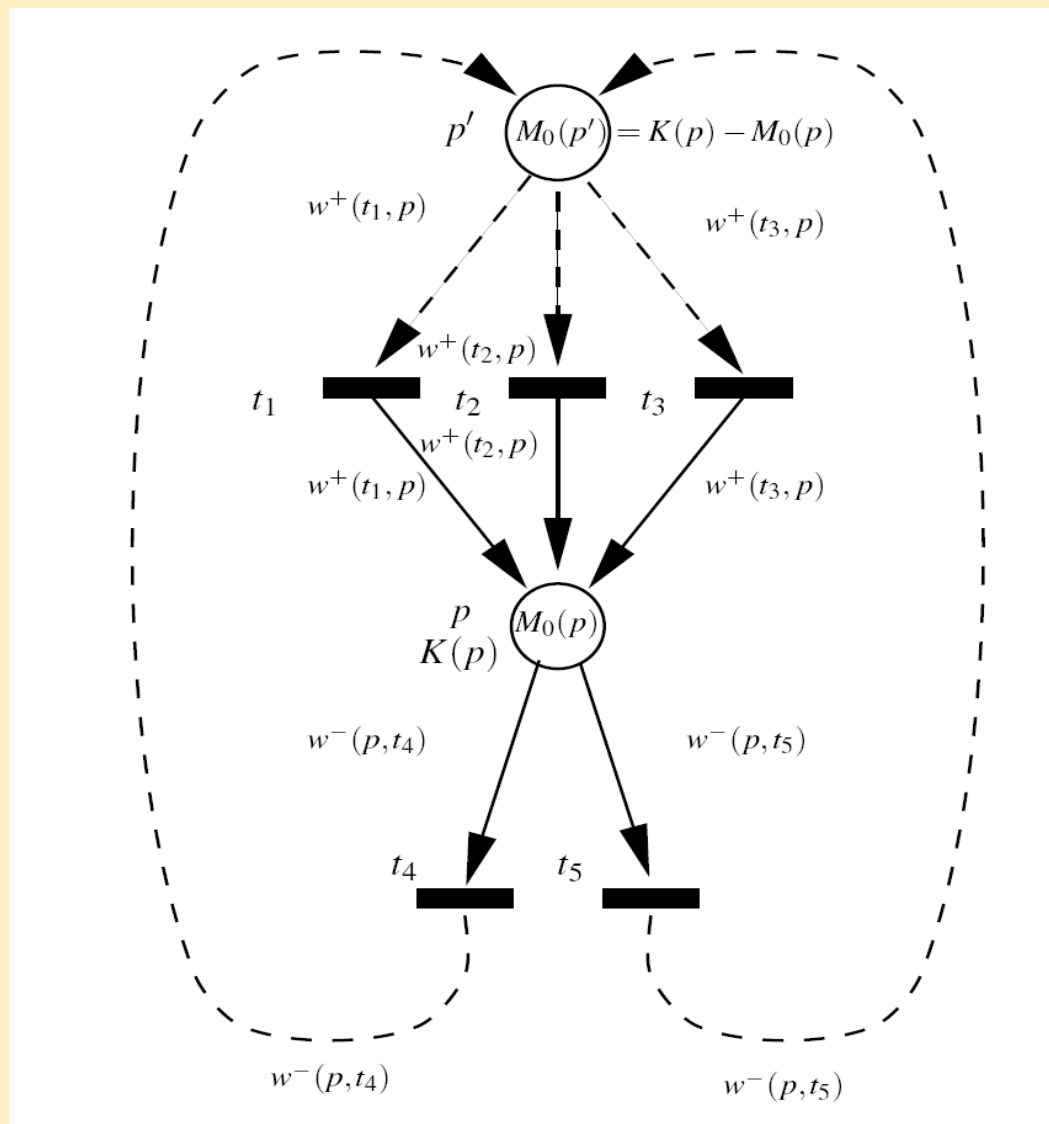 p′ M₀(p′) = K(p) − M₀(p)
w⁺(t₁, p)
w⁺(t₃, p)
w⁺(t₂, p)
t₁ t₂ t₃
w⁺(t₂, p)
w⁺(t₁, p) w⁺(t₃, p)
p M₀(p)
K(p)
w⁻(p, t₄) w⁻(p, t₅)
t₄ t₅
w⁻(p, t₄)
w⁻(p, t₅)